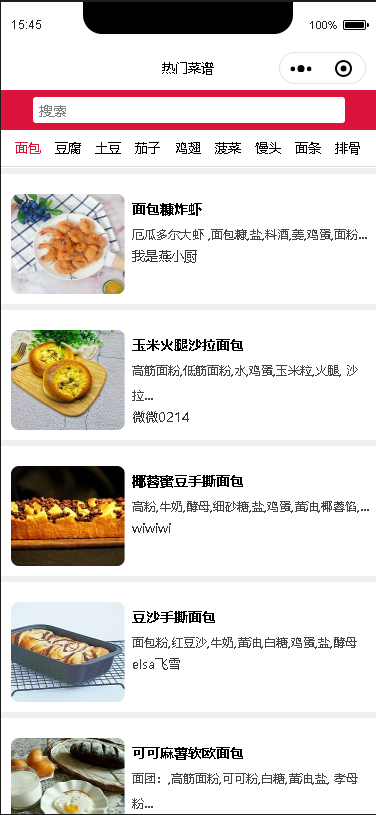 15:45
100%
热门菜谱
搜索
面包 豆腐 土豆 茄子 鸡翅 菠菜 馒头 面条 排骨
面包糠炸虾
厄瓜多尔大虾 ,面包糠,盐,料酒,姜,鸡蛋,面粉...
我是燕小厨
玉米火腿沙拉面包
高筋面粉,低筋面粉,水,鸡蛋,玉米粒,火腿, 沙
拉...
微微0214
椰蓉蜜豆手撕面包
高粉,牛奶,酵母,细砂糖,盐,鸡蛋,黄油,椰蓉馅,...
wiwiwi
豆沙手撕面包
面包粉,红豆沙,牛奶,黄油,白糖,鸡蛋,盐,酵母
elsa飞雪
可可麻薯软欧面包
面团：,高筋面粉,可可粉,白糖,黄油,盐, 孝母
粉...